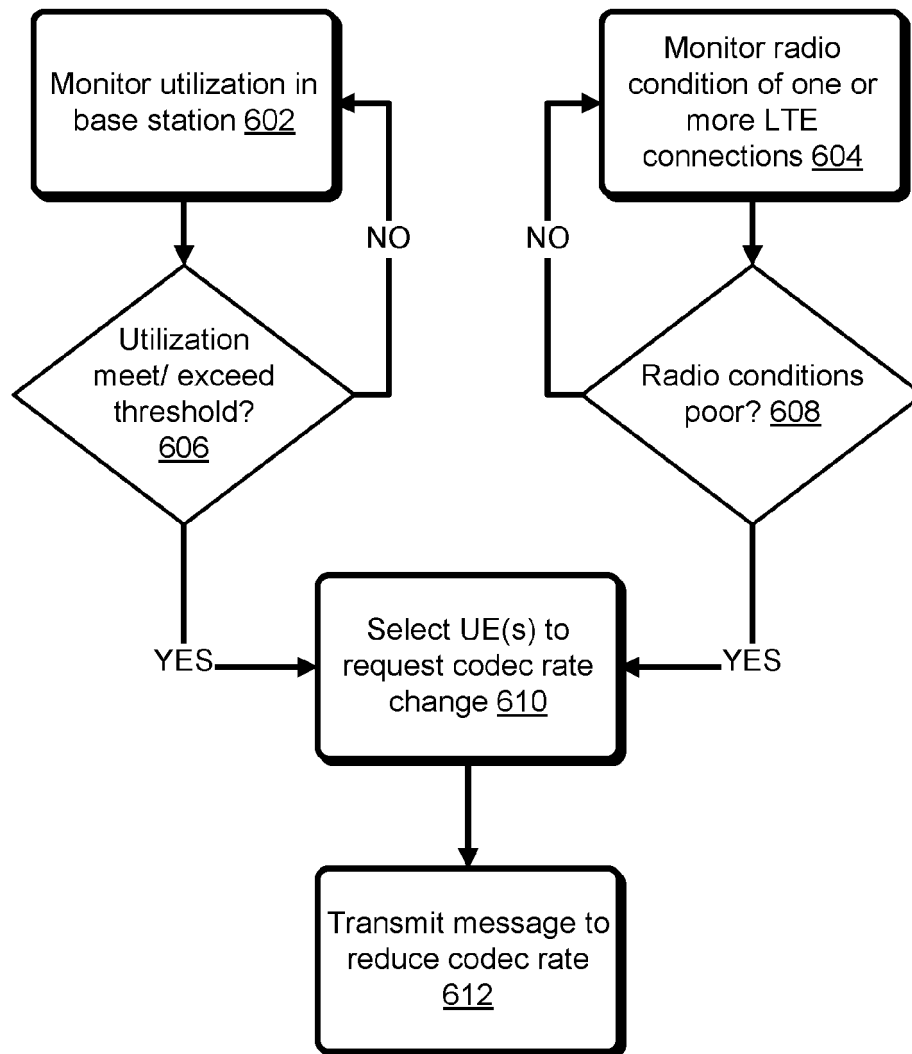 Monitor utilization in
base station 602
Monitor radio
condition of one or
more LTE
connections 604
NO
NO
Utilization
meet/ exceed
threshold?
606
Radio conditions
poor? 608
YES
YES
Select UE(s) to
request codec rate
change 610
Transmit message to
reduce codec rate
612